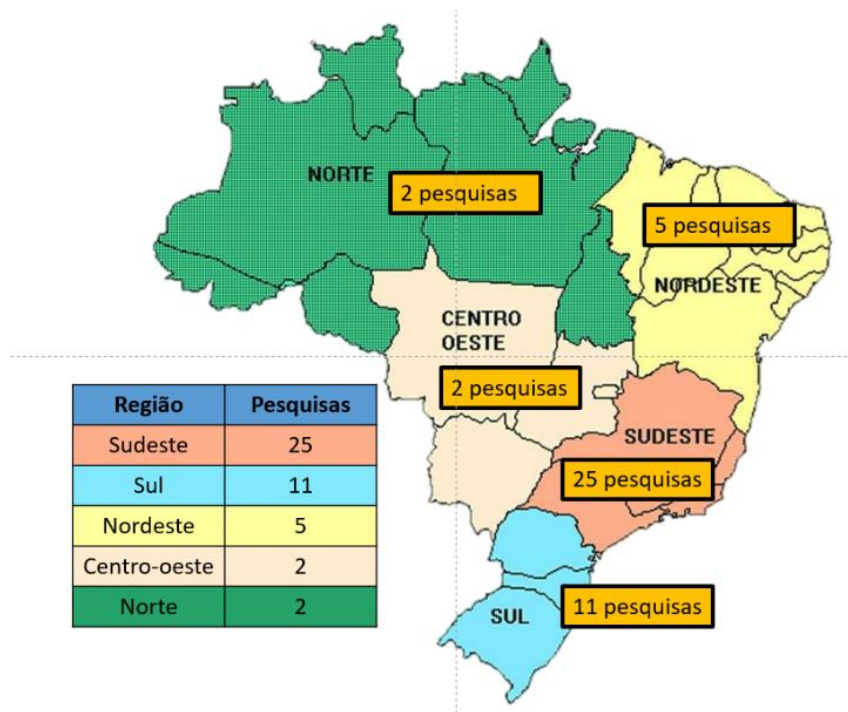 NORTE
2 pesquisas
5 pesquisas
NORDESTE
CENTRO
OESTE
2 pesquisas
Região Pesquisas
Sudeste 25
Sul 11
Nordeste 5
Centro-oeste 2
Norte 2
SUDESTE
25 pesquisas
11 pesquisas
SUL